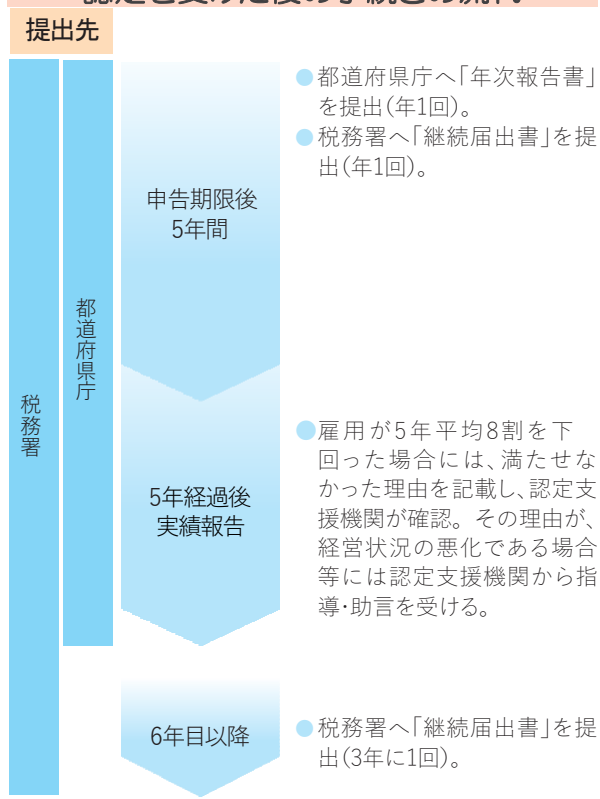 提出先
●都道府県庁へ「年次報告書」
を提出(年1回)。
●税務署へ「継続届出書」を提
出(年1回)。
申告期限後
5年間
都道府県庁
税務署
●雇用が5年平均8割を下
回った場合には、満たせな
かった理由を記載し、認定支
援機関が確認。その理由が、
経営状況の悪化である場合
等には認定支援機関から指
導・助言を受ける。
5年経過後
実績報告
6年目以降
●税務署へ「継続届出書」を提
出(3年に1回)。